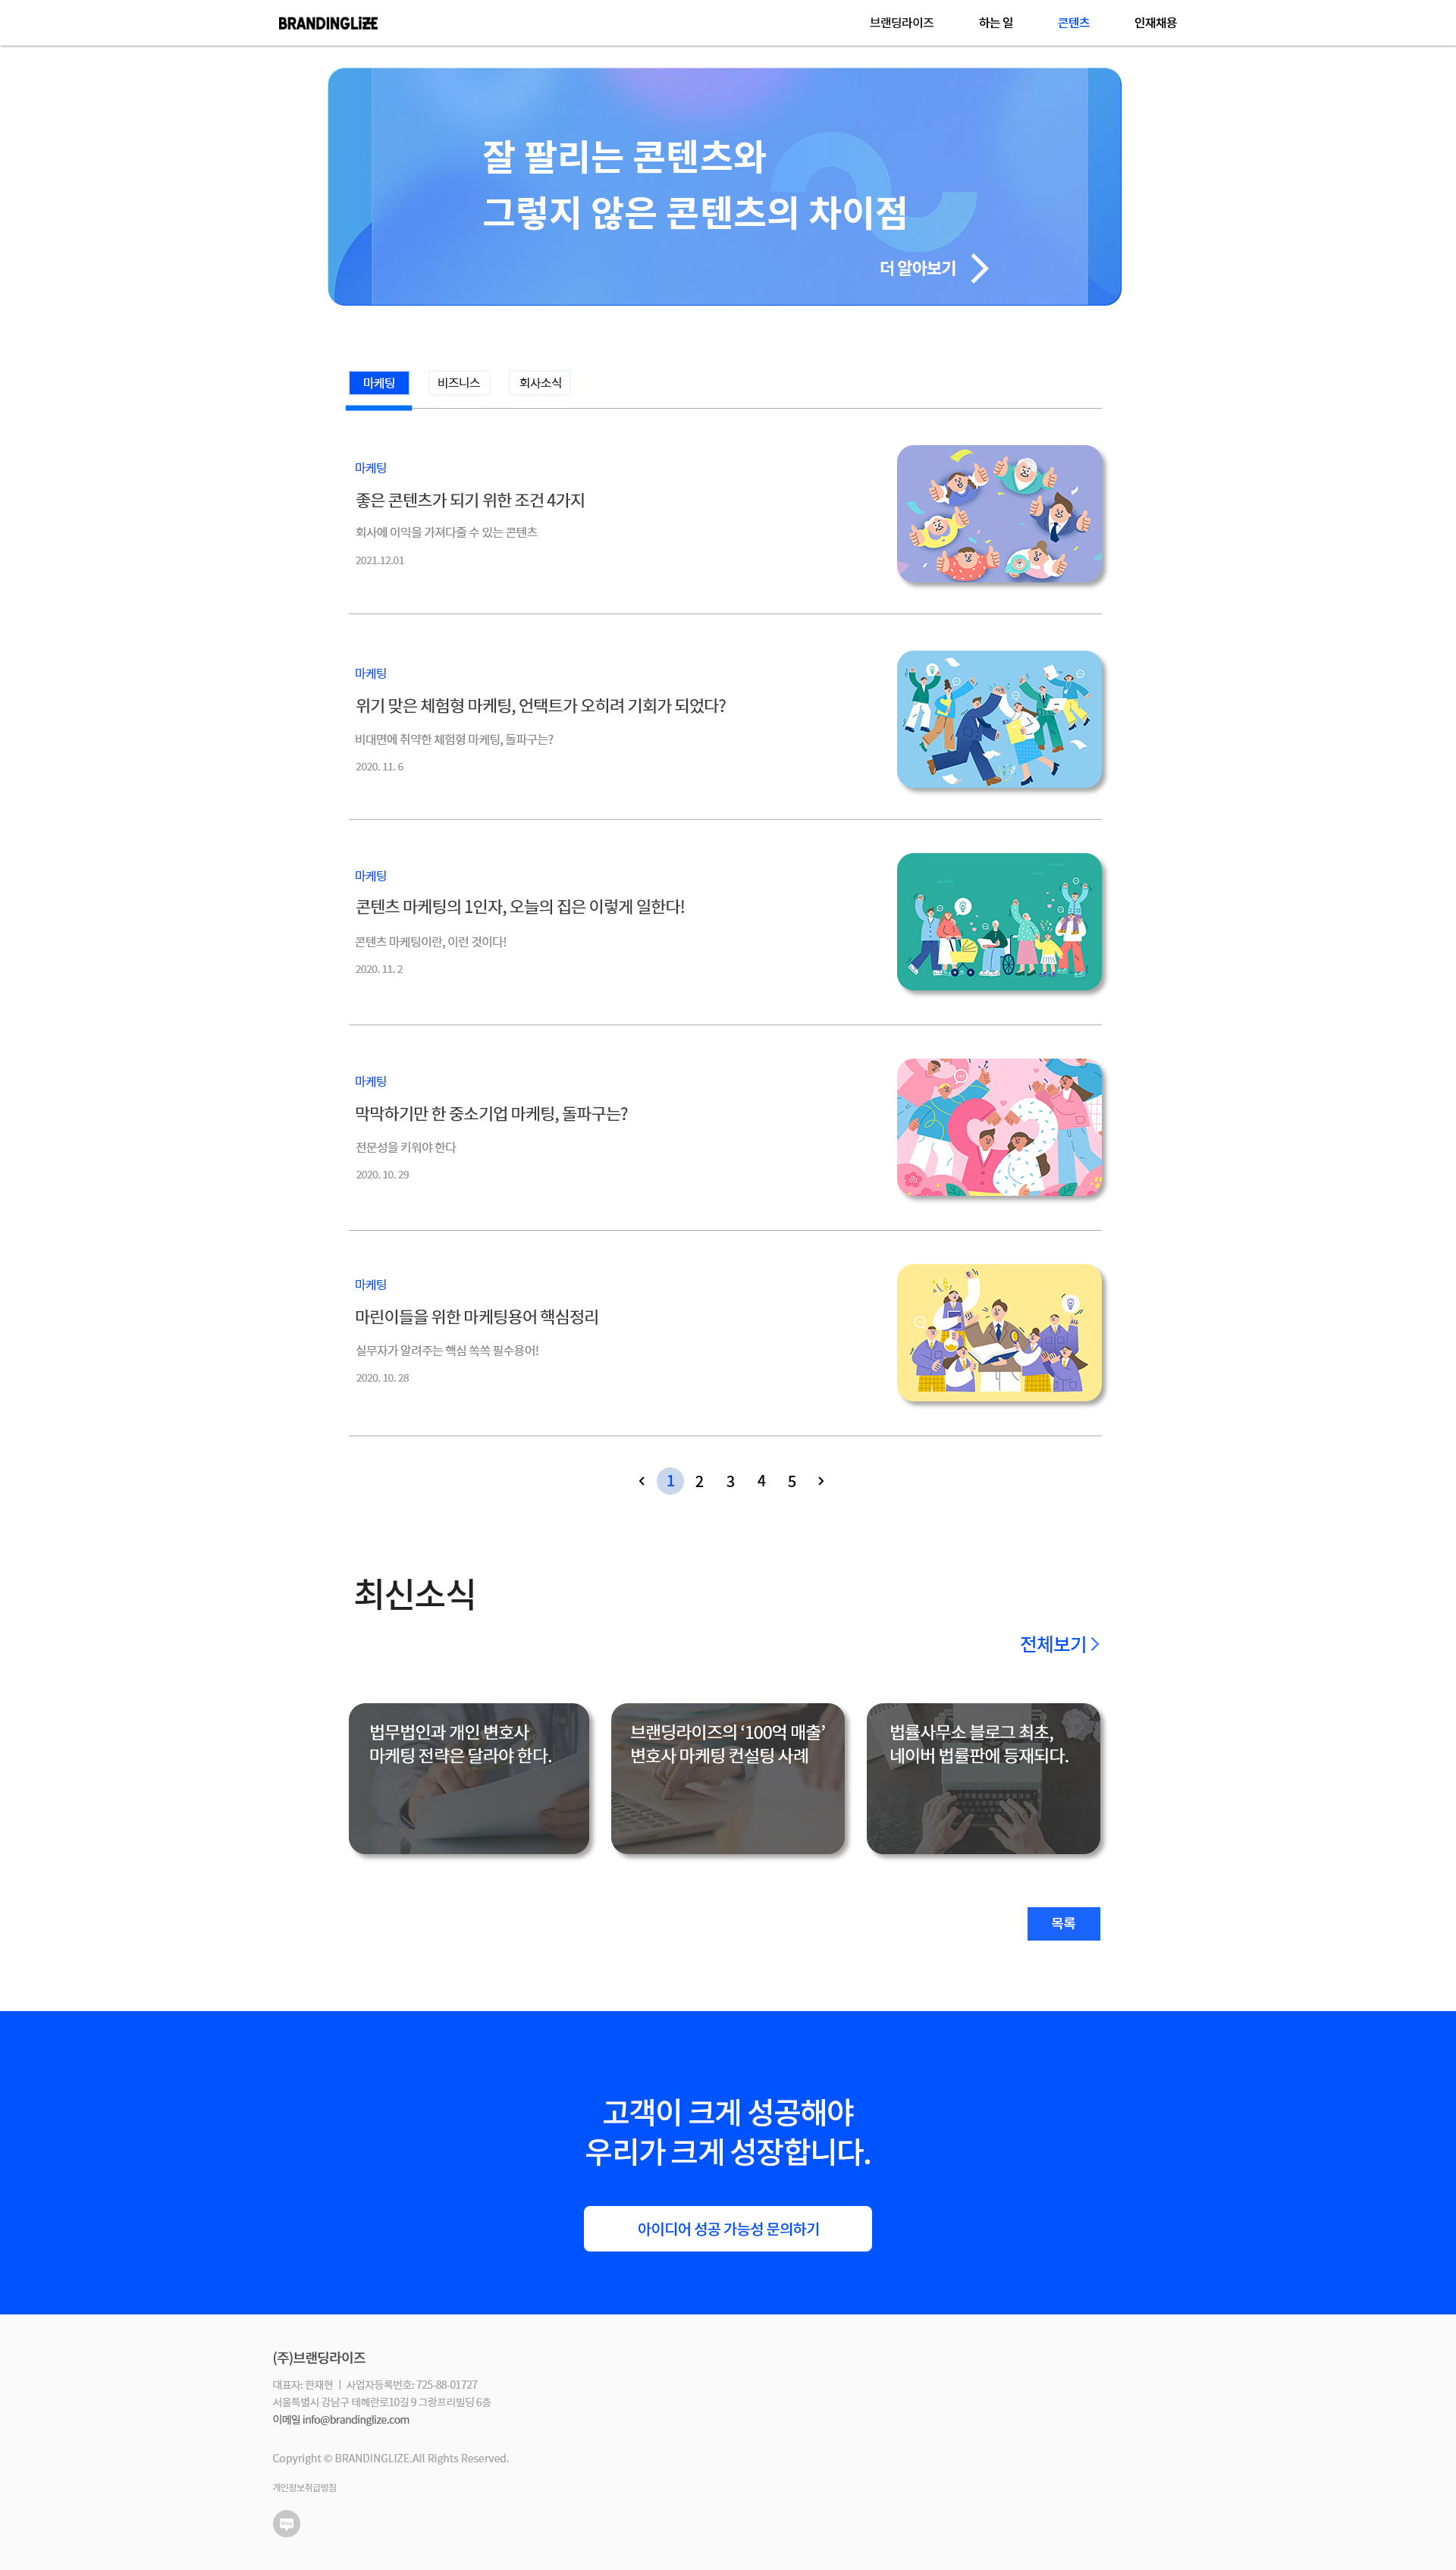 BRANDINGLIZE
브랜딩라이즈
하는 일
콘텐츠
인재채용
잘 팔리는 콘텐츠와
그렇지 않은 콘텐츠의 차이점
더 알아보기
마케팅
비즈니스
회사소식
마케팅
좋은 콘텐츠가 되기 위한 조건 4가지
회사에 이익을 가져다줄 수 있는 콘텐츠
2021.12.01
마케팅
위기 맞은 체험형 마케팅, 언택트가 오히려 기회가 되었다?
비대면에 취약한 체험형 마케팅, 돌파구는?
2020. 11. 6
마케팅
콘텐츠 마케팅의 1인자, 오늘의 집은 이렇게 일한다!
콘텐츠 마케팅이란, 이런 것이다!
2020. 11. 2
마케팅
막막하기만 한 중소기업 마케팅, 돌파구는?
전문성을 키워야 한다
2020. 10. 29
마케팅
마린이들을 위한 마케팅용어 핵심정리
실무자가 알려주는 핵심 쏙쏙 필수용어!
2020. 10. 28
1 2 3 4 5
최신소식
전체보기
법무법인과 개인 변호사
마케팅 전략은 달라야 한다.
브랜딩라이즈의 ‘100억 매출’
변호사 마케팅 컨설팅 사례
법률사무소 블로그 최초,
네이버 법률판에 등재되다.
목록
고객이 크게 성공해야
우리가 크게 성장합니다.
아이디어 성공 가능성 문의하기
(주)브랜딩라이즈
대표자: 한재현 ㅣ 사업자등록번호: 725-88-01727
서울특별시 강남구 테헤란로10길 9 그랑프리빌딩 6층
이메일 info@brandinglize.com
Copyright © BRANDINGLIZE.All Rights Reserved.
개인정보취급방침